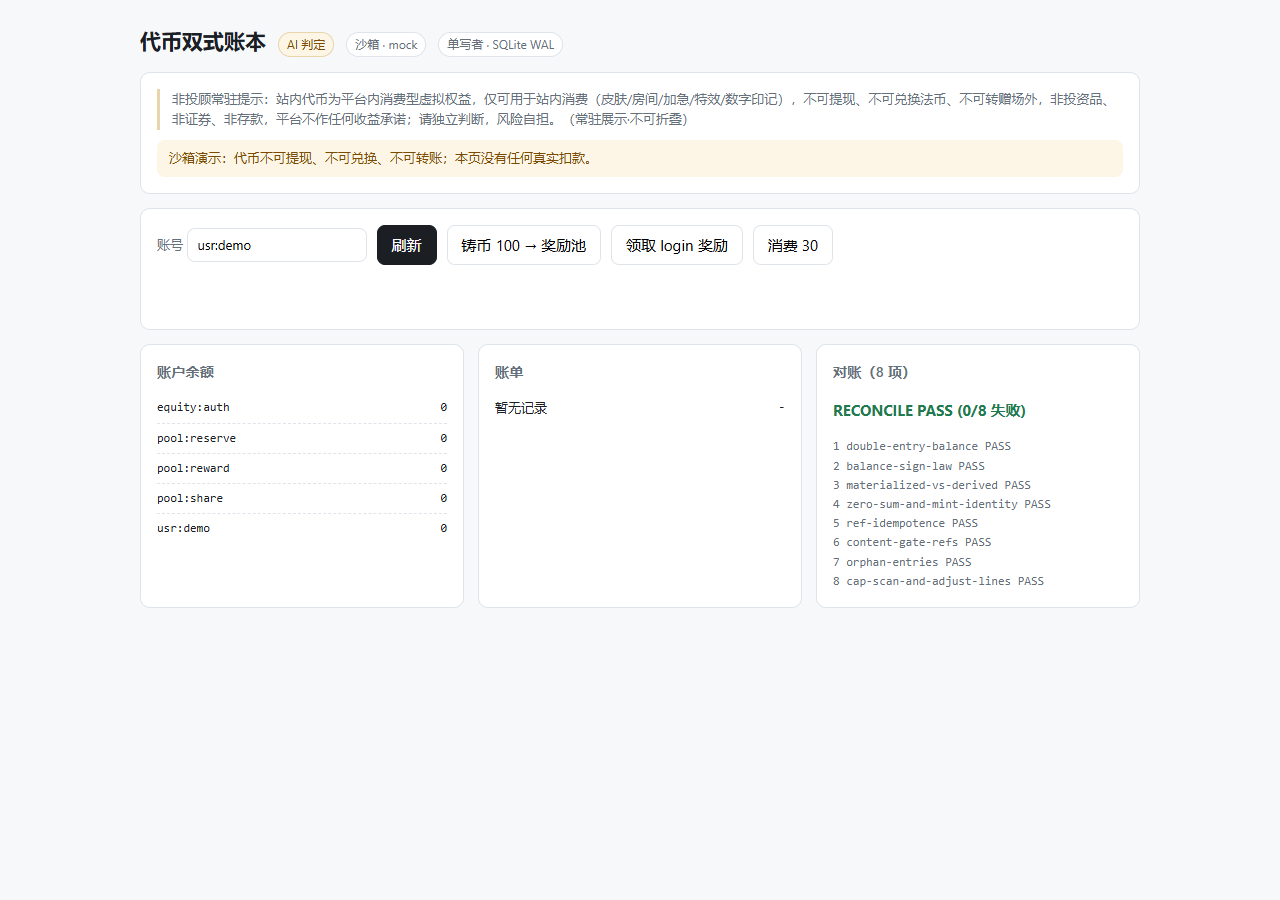 代币双式账本 AI 判定 沙箱 · mock 单写者 · SQLite WAL
非投顾常驻提示：站内代币为平台内消费型虚拟权益，仅可用于站内消费（皮肤/房间/加急/特效/数字印记），不可提现、不可兑换法币、不可转赠场外，非投资品、
非证券、非存款，平台不作任何收益承诺；请独立判断，风险自担。（常驻展示·不可折叠）
沙箱演示：代币不可提现、不可兑换、不可转账；本页没有任何真实扣款。
账号 usr:demo 刷新 铸币 100 → 奖励池 领取 login 奖励 消费 30
账户余额
equity:auth 0
pool:reserve 0
pool:reward 0
pool:share 0
usr:demo 0
账单
暂无记录 -
对账（8 项）
RECONCILE PASS (0/8 失败)
1 double-entry-balance PASS
2 balance-sign-law PASS
3 materialized-vs-derived PASS
4 zero-sum-and-mint-identity PASS
5 ref-idempotence PASS
6 content-gate-refs PASS
7 orphan-entries PASS
8 cap-scan-and-adjust-lines PASS